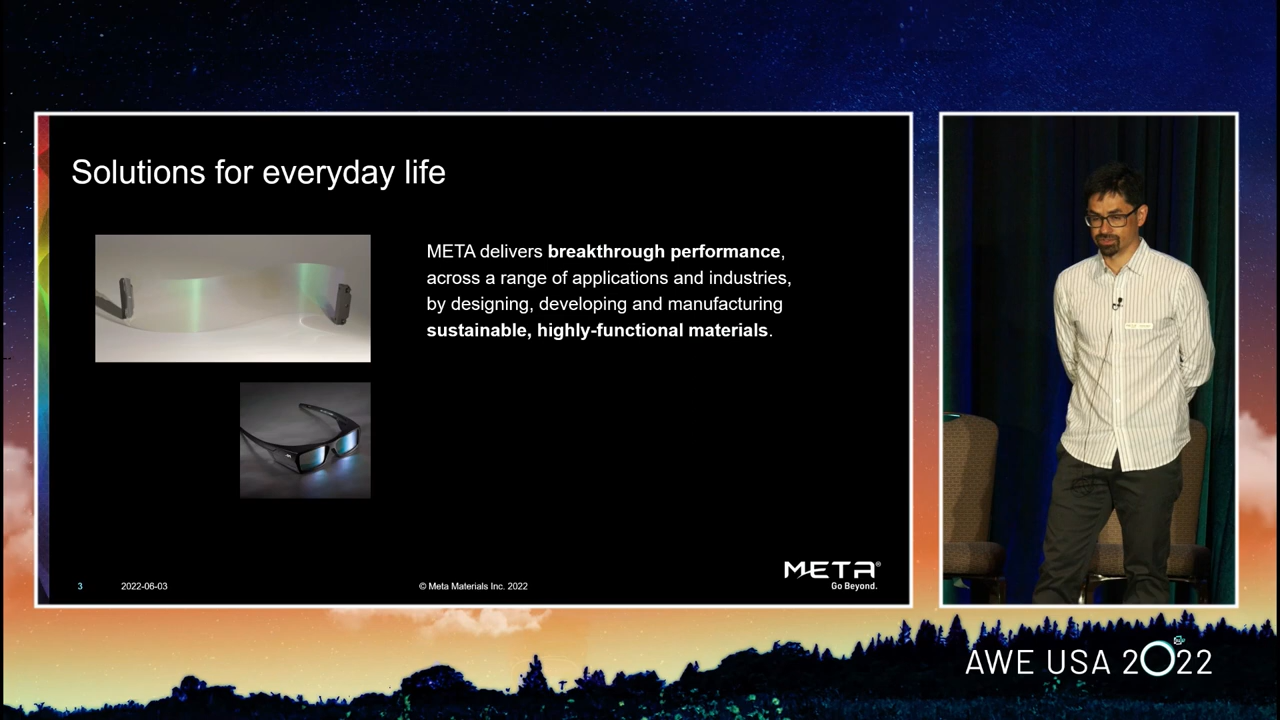 Solutions for everyday life
META delivers breakthrough performance,
across a range of applications and industries,
by designing, developing and manufacturing
sustainable, highly-functional materials.
3
2022-06-03
© Meta Materials Inc. 2022
META®
Go Beyond.
AWE USA 2022